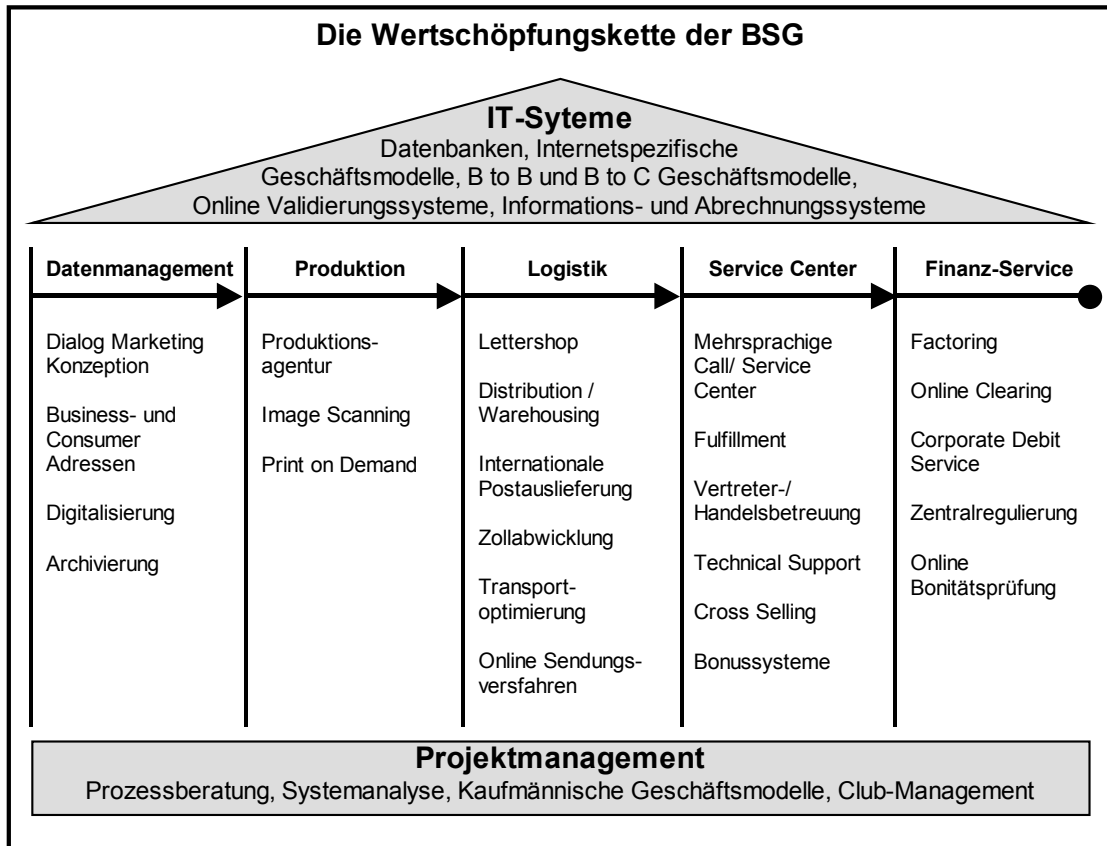 Die Wertschöpfungskette der BSG
IT-Syteme
Datenbanken, Internetspezifische
Geschäftsmodelle, B to B und B to C Geschäftsmodelle,
Online Validierungssysteme, Informations- und Abrechnungssysteme
Datenmanagement
Dialog Marketing
Konzeption
Business- und
Consumer
Adressen
Digitalisierung
Archivierung
Produktion
Produktions-
agentur
Image Scanning
Print on Demand
Logistik
Lettershop
Distribution /
Warehousing
Internationale
Postauslieferung
Zollabwicklung
Transport-
optimierung
Online Sendungs-
versfahren
Service Center
Mehrsprachige
Call/ Service
Center
Fulfillment
Vertreter-/
Handelsbetreuung
Technical Support
Cross Selling
Bonussysteme
Finanz-Service
Factoring
Online Clearing
Corporate Debit
Service
Zentralregulierung
Online
Bonitätsprüfung
Projektmanagement
Prozessberatung, Systemanalyse, Kaufmännische Geschäftsmodelle, Club-Management